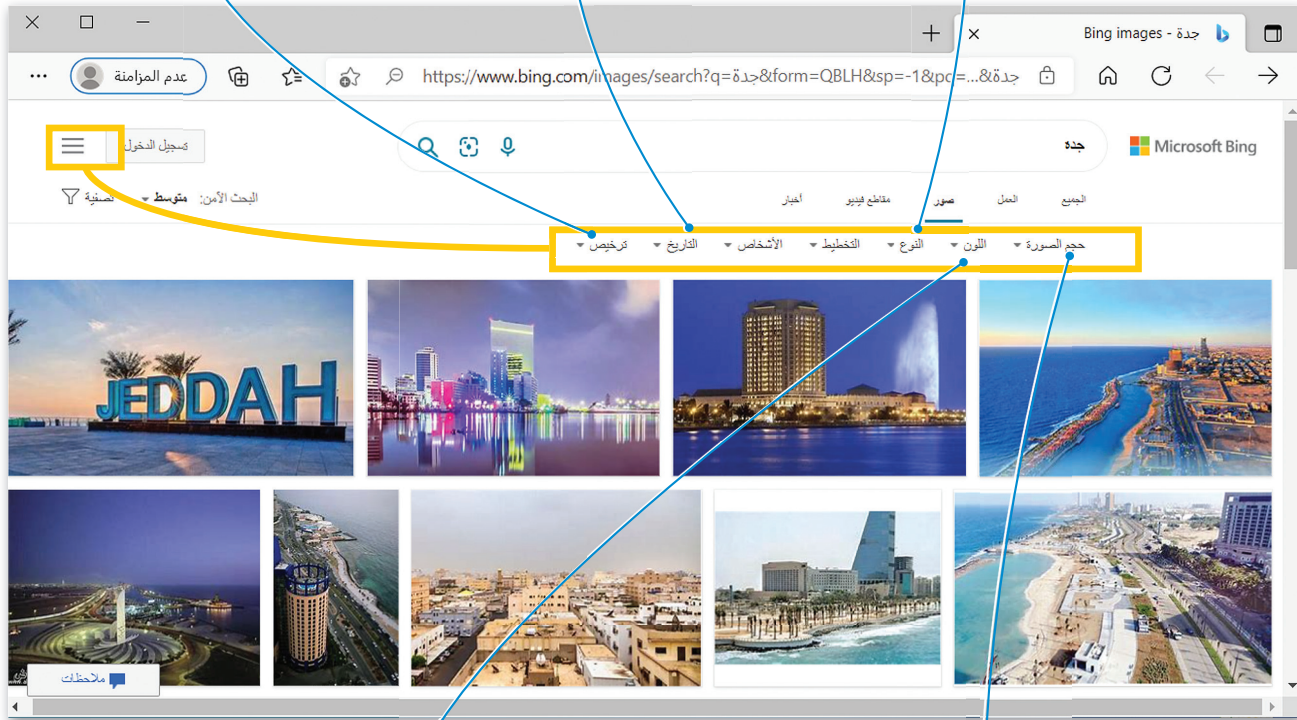 جدة - Bing images
https://www.bing.com/images/search?q=جدة&form=QBLH&sp=-1&pq=...&جدة
عدم المزامنة
Microsoft Bing
جده
تسجيل الدخول
الجميع
العمل
صور
مقاطع فيديو
أخبار
البحث الآمن: متوسط
تصفية
حجم الصورة
اللون
النوع
التخطيط
الأشخاص
التاريخ
ترخيص
JEDDAH
ملاحظات